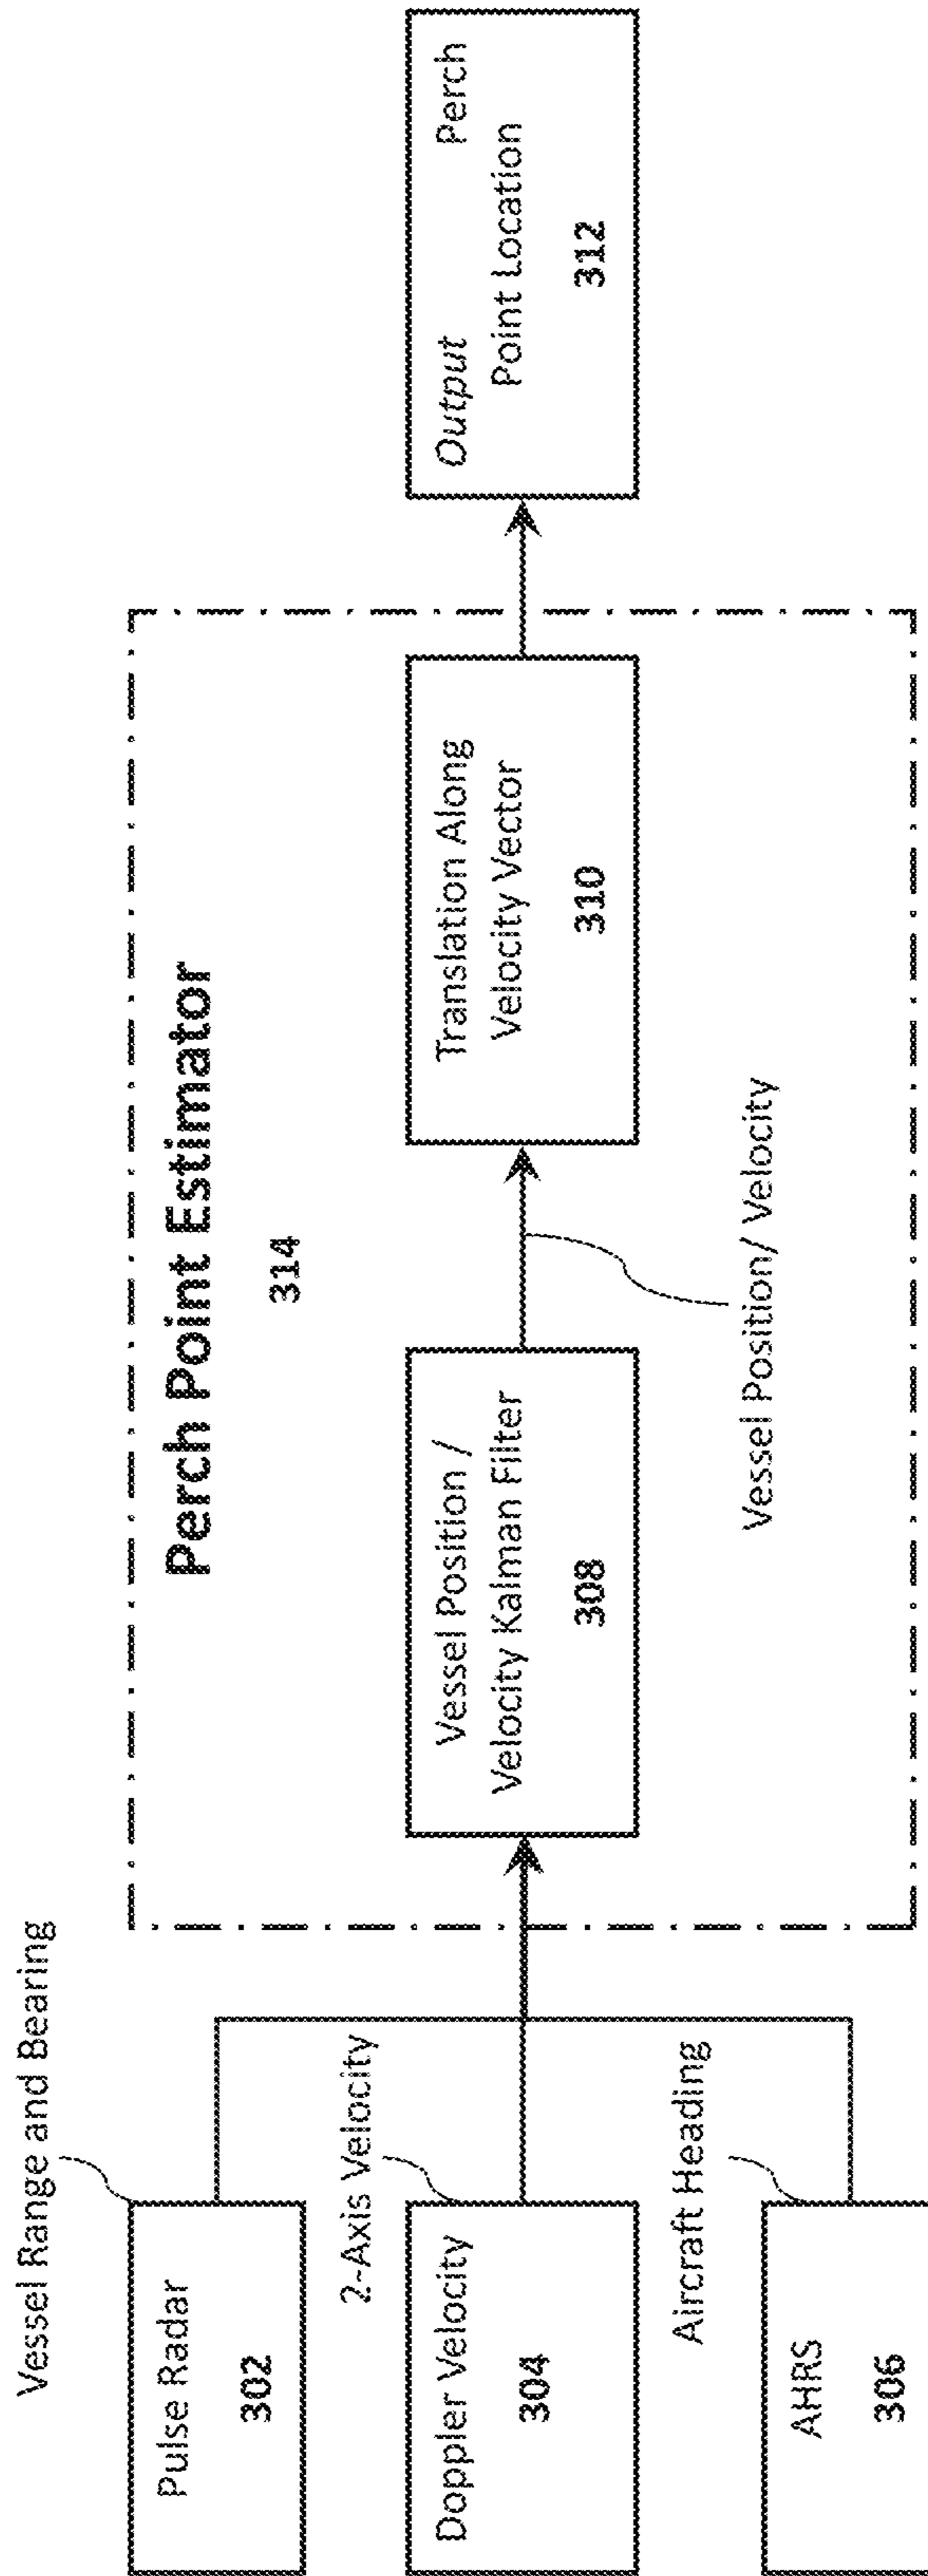 Vessel Range and Bearing
Pulse Radar
302
2-Axis Velocity
Doppler Velocity
304
Aircraft Heading
AHRS
306
Perch Point Estimator
314
Vessel Position /
Velocity Kalman Filter
308
Vessel Position/ Velocity
Translation Along
Velocity Vector
310
Output Perch
Point Location
312